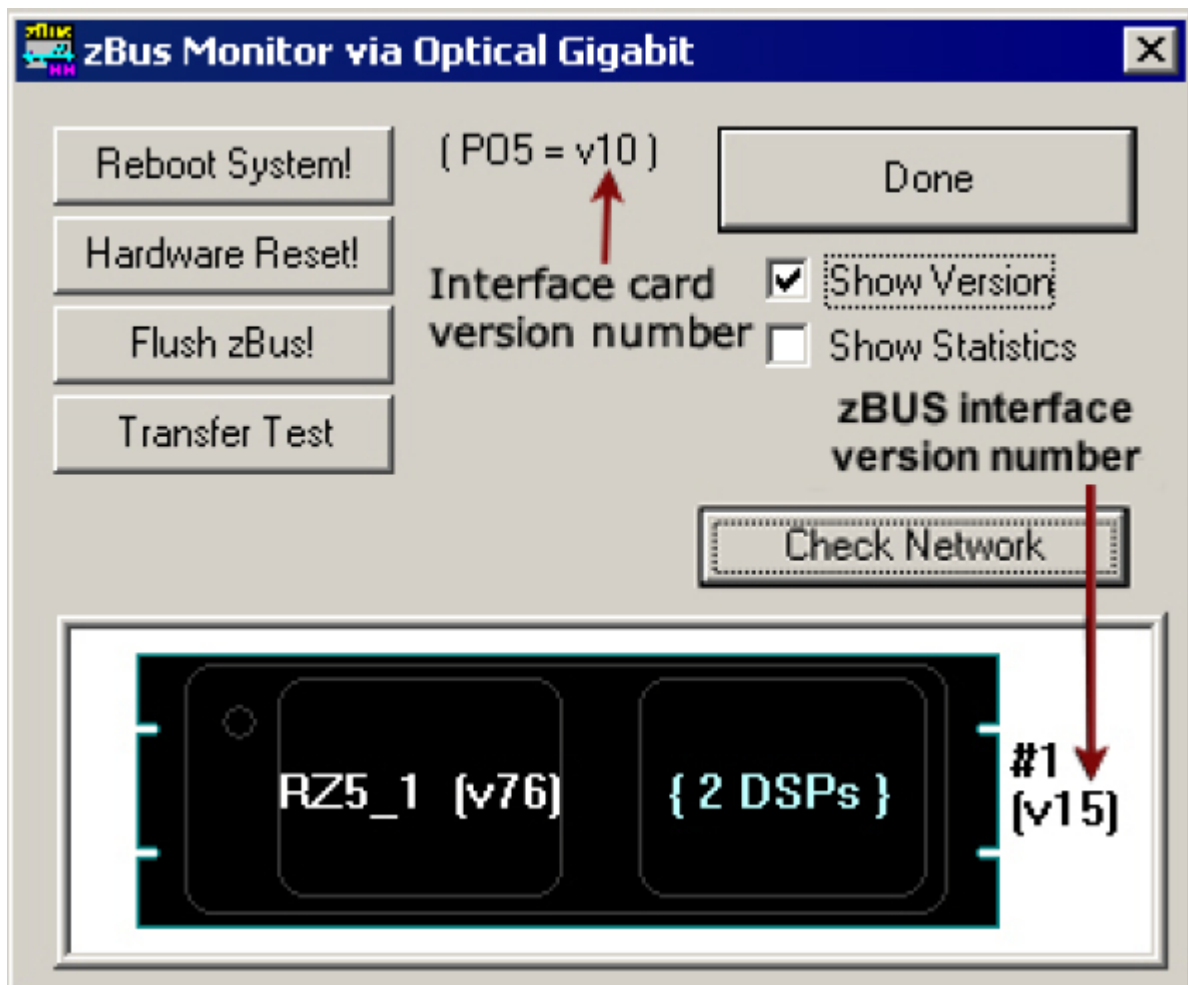 zBus Monitor via Optical Gigabit
Reboot System!
( PO5 = v10 )
Done
Hardware Reset!
Interface card
version number
Show Version
Flush zBus!
Show Statistics
Transfer Test
zBUS interface
version number
Check Network
RZ5_1 (v76)
{ 2 DSPs }
#1
(v15)